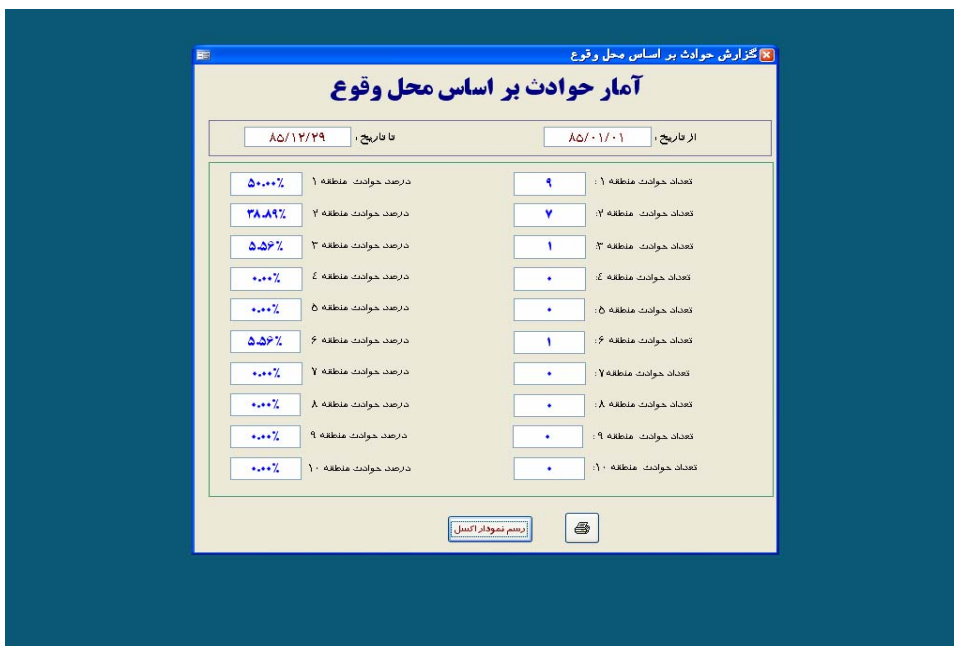 گزارش حوادث بر اساس محل وقوع
آمار حوادث بر اساس محل وقوع
از تاریخ : ۸۵/۰۱/۰۱ تا تاریخ : ۸۵/۱۲/۲۹
تعداد حوادث منطقه ۱ : ۹ درصد حوادث منطقه ۱ ۵۰.۰۰%
تعداد حوادث منطقه ۲: ۷ درصد حوادث منطقه ۲ ۳۸.۸۹%
تعداد حوادث منطقه ۳: ۱ درصد حوادث منطقه ۳ ۵.۵۶%
تعداد حوادث منطقه ٤: ۰ درصد حوادث منطقه ٤ ۰.۰۰%
تعداد حوادث منطقه ۵: ۰ درصد حوادث منطقه ۵ ۰.۰۰%
تعداد حوادث منطقه ۶: ۱ درصد حوادث منطقه ۶ ۵.۵۶%
تعداد حوادث منطقه ۷: ۰ درصد حوادث منطقه ۷ ۰.۰۰%
تعداد حوادث منطقه ۸: ۰ درصد حوادث منطقه ۸ ۰.۰۰%
تعداد حوادث منطقه ۹ : ۰ درصد حوادث منطقه ۹ ۰.۰۰%
تعداد حوادث منطقه ۱۰: ۰ درصد حوادث منطقه ۱۰ ۰.۰۰%
رسم نمودار اکسل